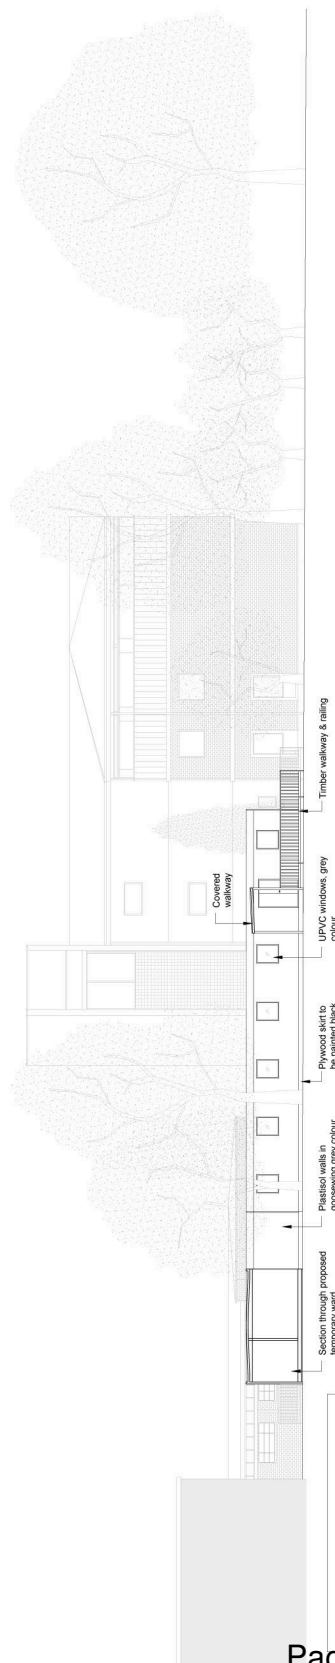 Covered
walkway
Section through proposed
temporary ward
Plastisol walls in
goosewing grey colour
Plywood skirt to
be painted black
UPVC windows, grey
colour
Timber walkway & railing
Pag